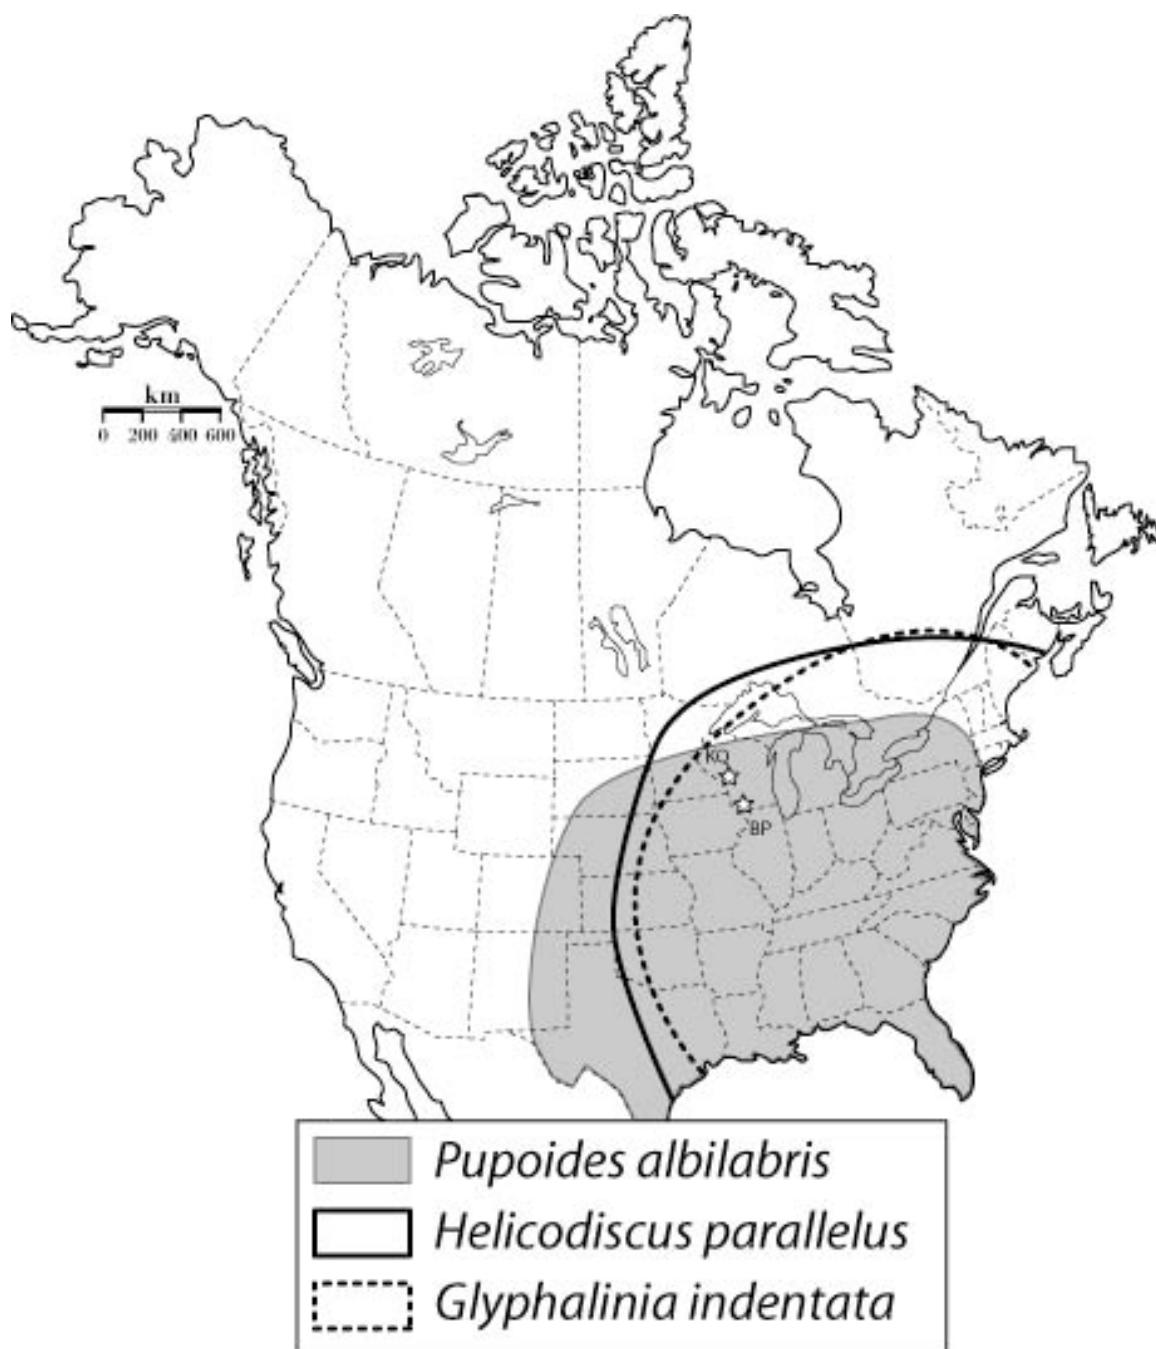 km
0 200 400 600
KO
BP
Pupoides albilabris
Helicodiscus parallelus
Glyphalinia indentata